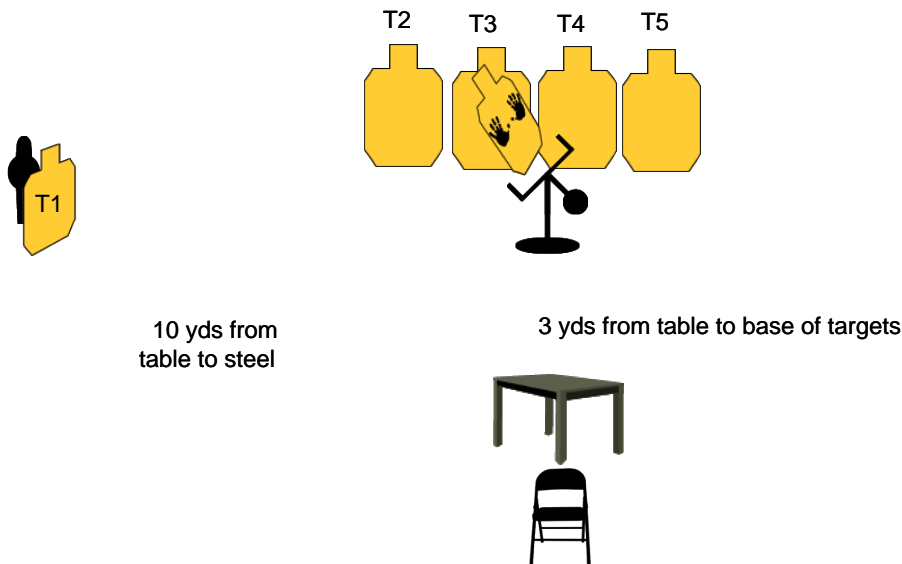 T2
T3
T4
T5
T1
10 yds from
table to steel
3 yds from table to base of targets